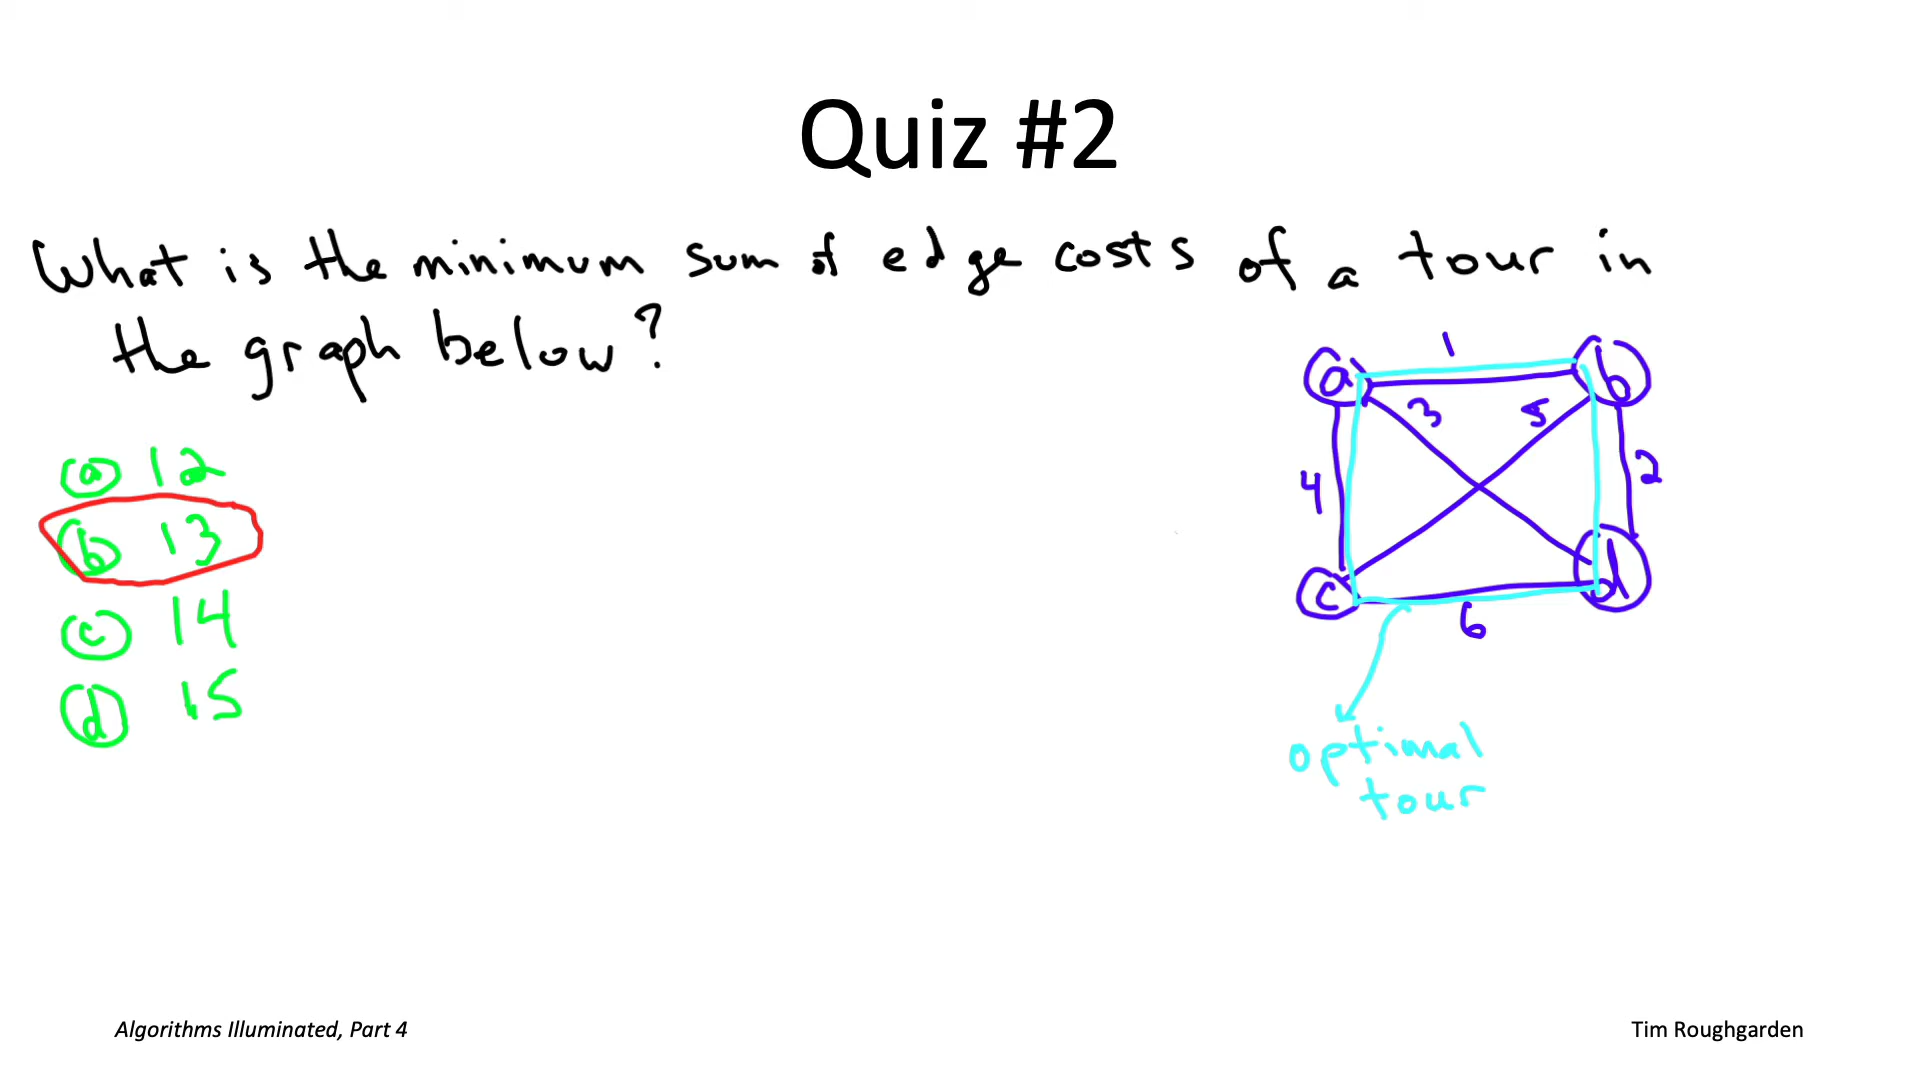 Quiz #2
What is the minimum sum of edge costs of a tour in
the graph below?
a 12
b 13
c 14
d 15
1
a b
3 5
4 2
c d
6
optimal
tour
Algorithms Illuminated, Part 4
Tim Roughgarden